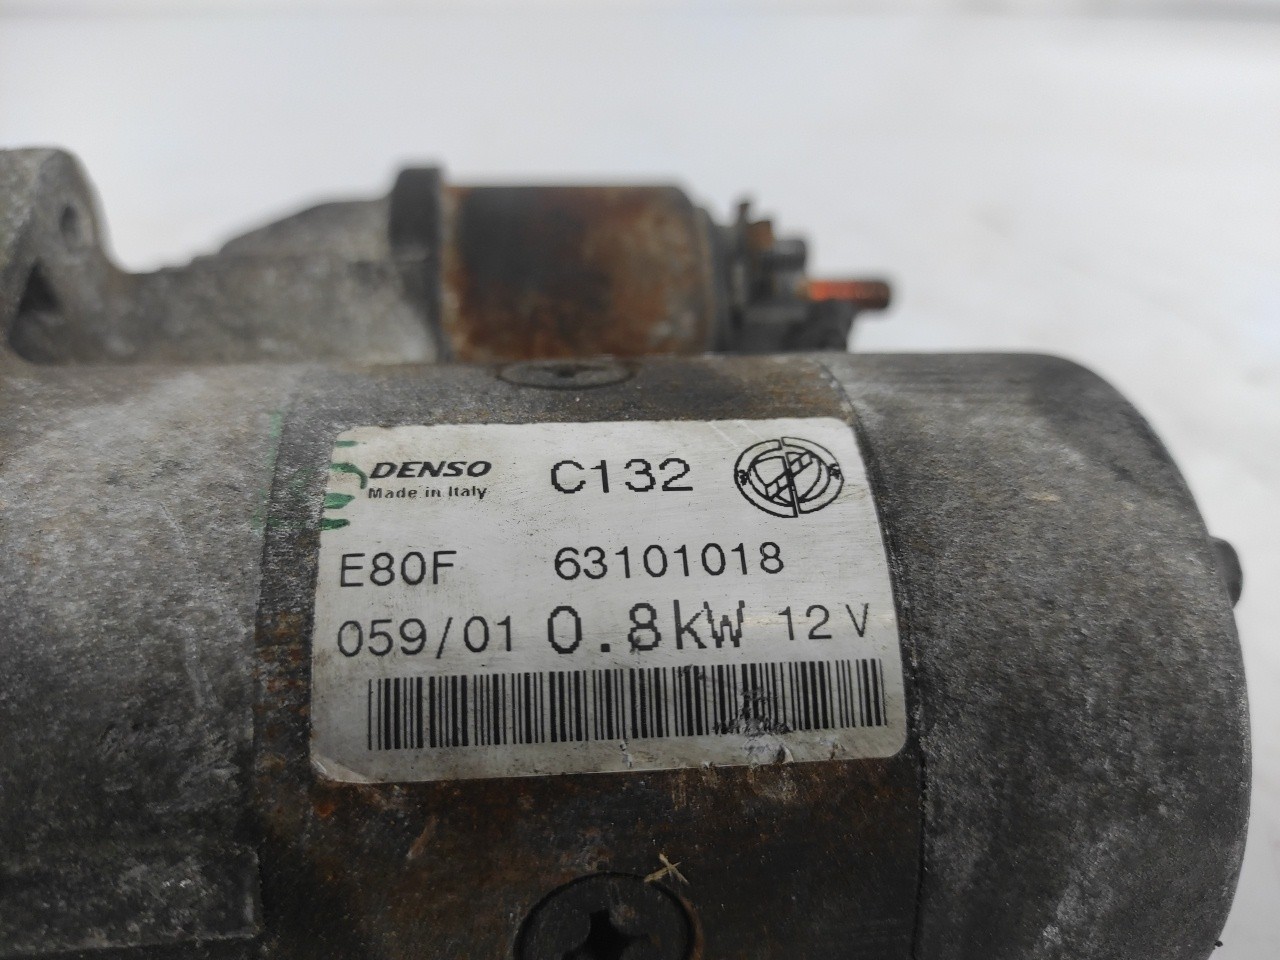 DENSO C132
Made in Italy
E80F 63101018
059/01 0.8kW 12V